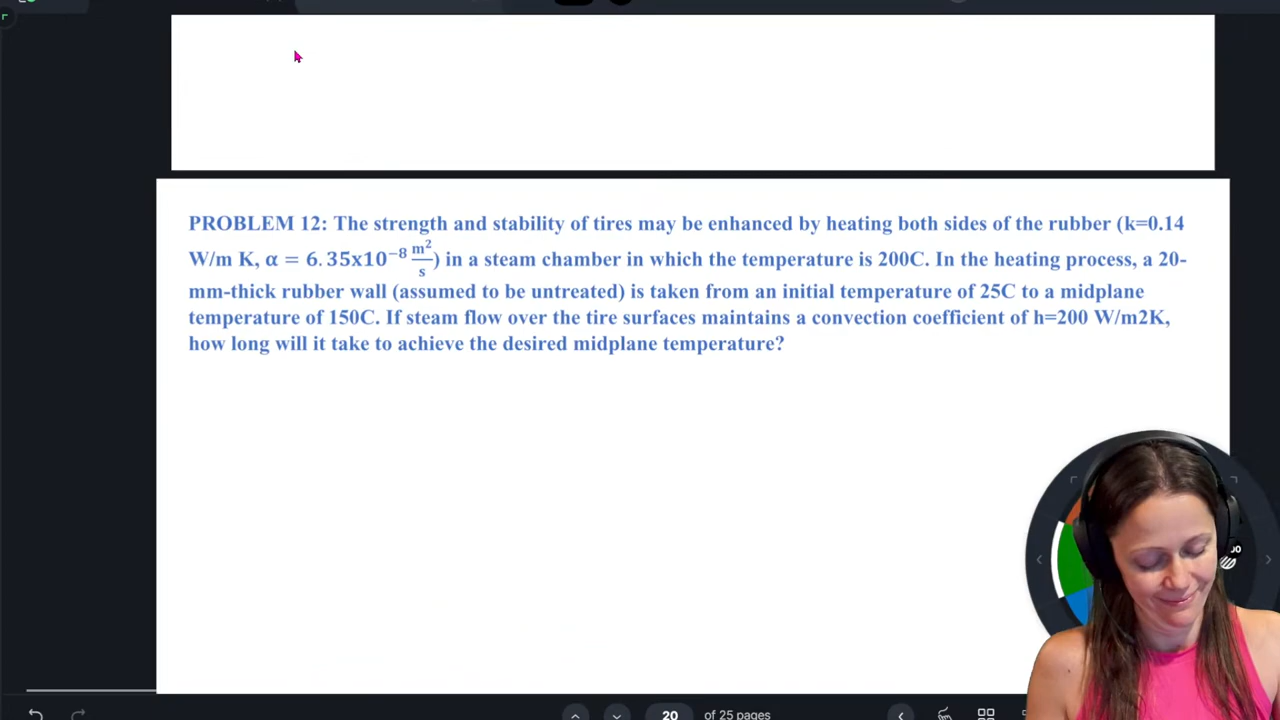 PROBLEM 12: The strength and stability of tires may be enhanced by heating both sides of the rubber (k=0.14
W/m K, α = 6.35x10⁻⁸ m²/s) in a steam chamber in which the temperature is 200C. In the heating process, a 20-
mm-thick rubber wall (assumed to be untreated) is taken from an initial temperature of 25C to a midplane
temperature of 150C. If steam flow over the tire surfaces maintains a convection coefficient of h=200 W/m2K,
how long will it take to achieve the desired midplane temperature?
20 of 25 pages